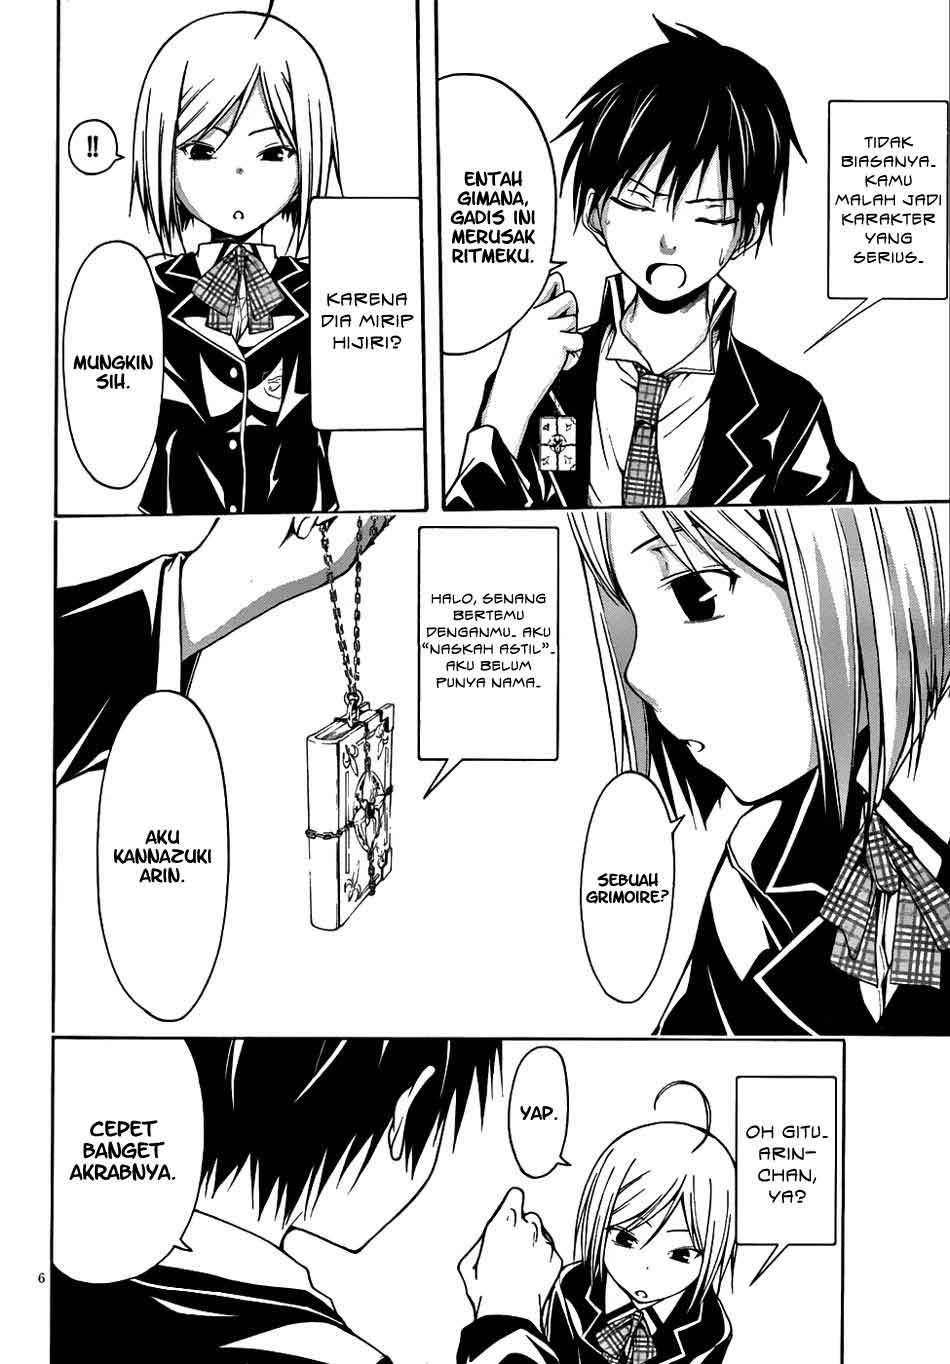 TIDAK
BIASANYA.
KAMU
MALAH JADI
KARAKTER
YANG
SERIUS.
ENTAH
GIMANA,
GADIS INI
MERUSAK
RITMEKU.
!!
KARENA
DIA MIRIP
HIJIRI?
MUNGKIN
SIH.
HALO, SENANG
BERTEMU
DENGANMU. AKU
“NASKAH ASTIL”.
AKU BELUM
PUNYA NAMA.
SEBUAH
GRIMOIRE?
AKU
KANNAZUKI
ARIN.
OH GITU.
ARIN-
CHAN,
YA?
YAP.
CEPET
BANGET
AKRABNYA.
6